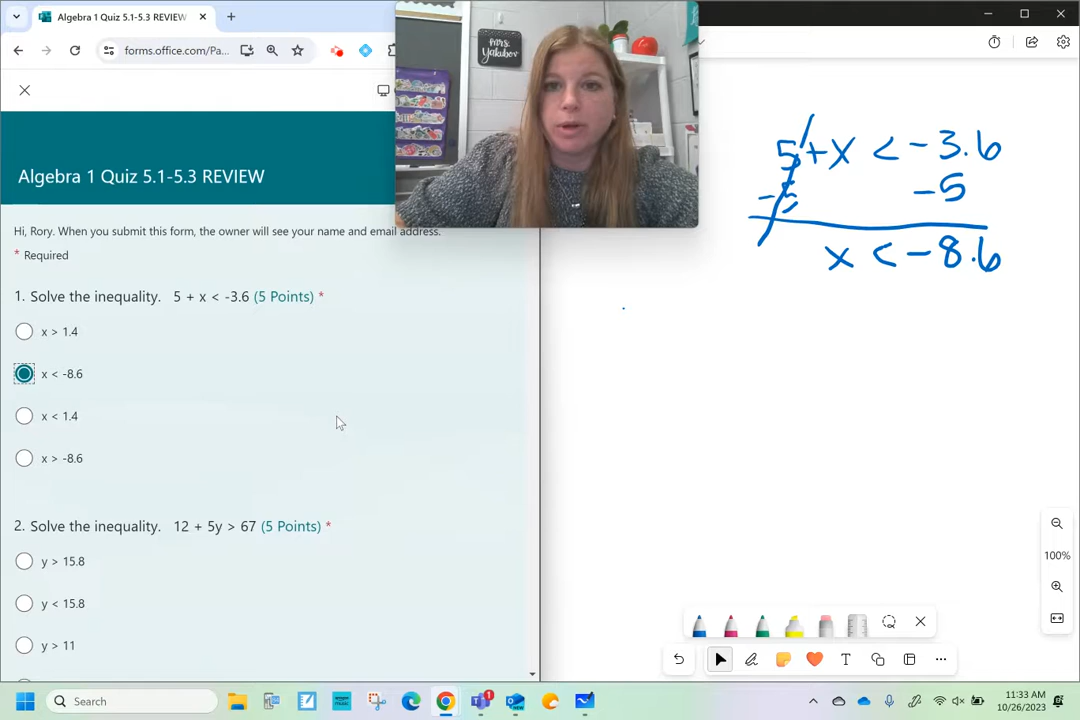 Algebra 1 Quiz 5.1-5.3 REVIEW
forms.office.com/Pa...
Mrs. Yakubov
Algebra 1 Quiz 5.1-5.3 REVIEW
Hi, Rory. When you submit this form, the owner will see your name and email address.
* Required
1. Solve the inequality. 5 + x < -3.6 (5 Points) *
x > 1.4
x < -8.6
x < 1.4
x > -8.6
2. Solve the inequality. 12 + 5y > 67 (5 Points) *
y > 15.8
y < 15.8
y > 11
5 + x < - 3.6
-5 -5
x < - 8.6
100%
T
Search
1
11:33 AM
10/26/2023